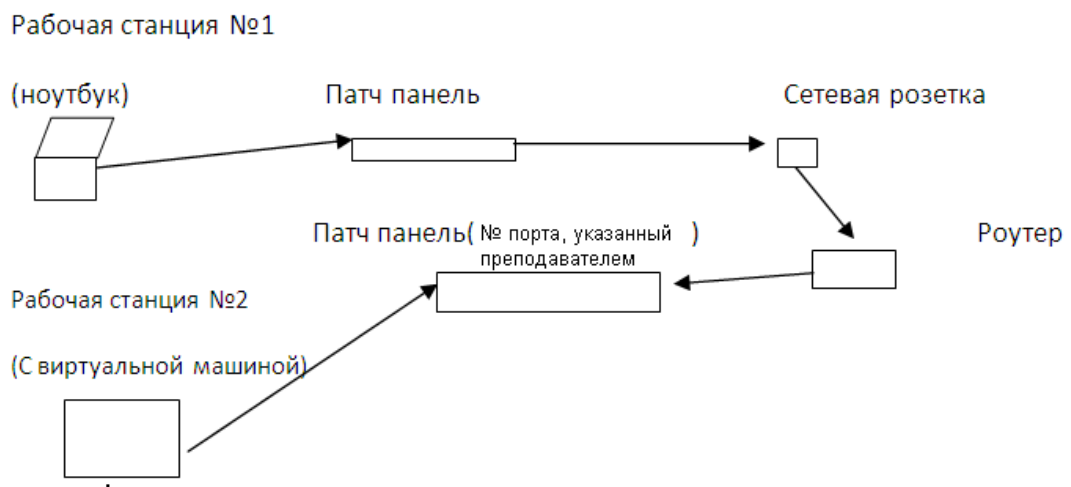 Рабочая станция №1
(ноутбук)
Патч панель
Сетевая розетка
Патч панель( № порта, указанный )
преподавателем
Роутер
Рабочая станция №2
(С виртуальной машиной)